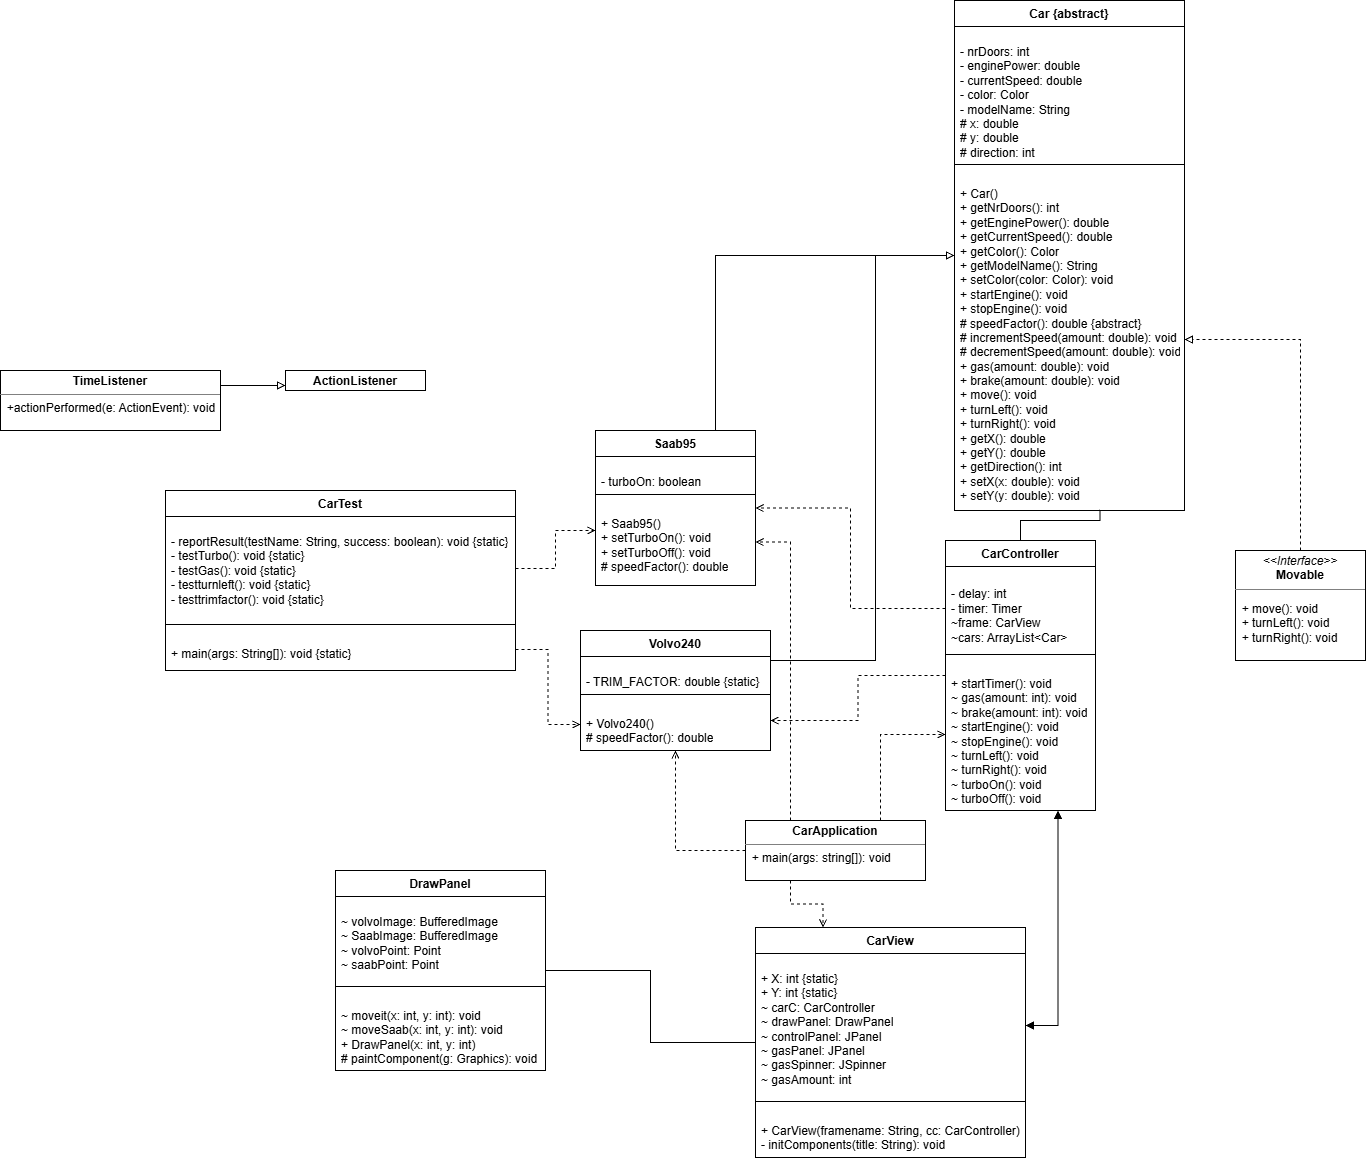 Car {abstract}
- nrDoors: int
- enginePower: double
- currentSpeed: double
- color: Color
- modelName: String
# x: double
# y: double
# direction: int
+ Car()
+ getNrDoors(): int
+ getEnginePower(): double
+ getCurrentSpeed(): double
+ getColor(): Color
+ getModelName(): String
+ setColor(color: Color): void
+ startEngine(): void
+ stopEngine(): void
# speedFactor(): double {abstract}
# incrementSpeed(amount: double): void
# decrementSpeed(amount: double): void
+ gas(amount: double): void
+ brake(amount: double): void
+ move(): void
+ turnLeft(): void
+ turnRight(): void
+ getX(): double
+ getY(): double
+ getDirection(): int
+ setX(x: double): void
+ setY(y: double): void
TimeListener
+actionPerformed(e: ActionEvent): void
ActionListener
Saab95
- turboOn: boolean
+ Saab95()
+ setTurboOn(): void
+ setTurboOff(): void
# speedFactor(): double
CarTest
- reportResult(testName: String, success: boolean): void {static}
- testTurbo(): void {static}
- testGas(): void {static}
- testturnleft(): void {static}
- testtrimfactor(): void {static}
+ main(args: String[]): void {static}
CarController
- delay: int
- timer: Timer
~frame: CarView
~cars: ArrayList<Car>
+ startTimer(): void
~ gas(amount: int): void
~ brake(amount: int): void
~ startEngine(): void
~ stopEngine(): void
~ turnLeft(): void
~ turnRight(): void
~ turboOn(): void
~ turboOff(): void
<<Interface>>
Movable
+ move(): void
+ turnLeft(): void
+ turnRight(): void
Volvo240
- TRIM_FACTOR: double {static}
+ Volvo240()
# speedFactor(): double
CarApplication
+ main(args: string[]): void
DrawPanel
~ volvoImage: BufferedImage
~ SaabImage: BufferedImage
~ volvoPoint: Point
~ saabPoint: Point
~ moveit(x: int, y: int): void
~ moveSaab(x: int, y: int): void
+ DrawPanel(x: int, y: int)
# paintComponent(g: Graphics): void
CarView
+ X: int {static}
+ Y: int {static}
~ carC: CarController
~ drawPanel: DrawPanel
~ controlPanel: JPanel
~ gasPanel: JPanel
~ gasSpinner: JSpinner
~ gasAmount: int
+ CarView(framename: String, cc: CarController)
- initComponents(title: String): void